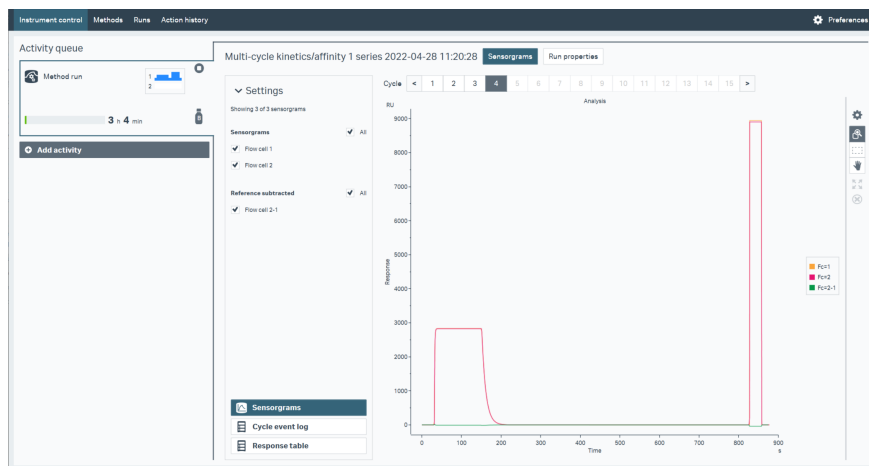 Instrument control Methods Runs Action history Preferences
Activity queue
Method run
1
2
3 h 4 min
B
Add activity
Multi-cycle kinetics/affinity 1 series 2022-04-28 11:20:28 Sensorgrams Run properties
Settings
Showing 3 of 3 sensorgrams
Sensorgrams All
Flow cell 1
Flow cell 2
Reference subtracted All
Flow cell 2-1
Sensorgrams
Cycle event log
Response table
Cycle < 1 2 3 4 5 6 7 8 9 10 11 12 13 14 15 >
Analysis
RU
9000
8000
7000
6000
5000
4000
3000
2000
1000
0
Response
0 100 200 300 400 500 600 700 800 900
Time s
Fc=1
Fc=2
Fc=2-1